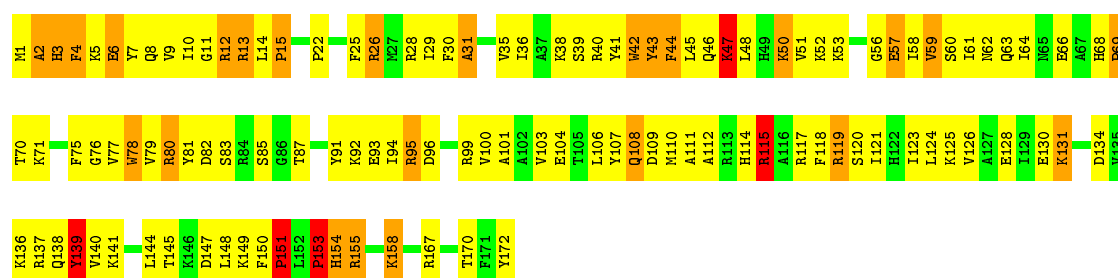 M1 A2 H3 F4 K5 E6 Y7 Q8 V9 I10 G11 R12 R13 L14 P15 P22 F25 R26 M27 R28 I29 F30 A31 V35 I36 A37 K38 S39 R40 Y41 W42 Y43 F44 L45 Q46 K47 L48 H49 K50 V51 K52 K53 G56 E57 I58 V59 S60 I61 N62 Q63 I64 N65 E66 A67 H68
T70 K71 F75 G76 V77 W78 V79 R80 Y81 D82 S83 R84 S85 G86 T87 Y91 K92 E93 I94 R95 D96 R99 V100 A101 A102 V103 E104 T105 L106 Y107 Q108 D109 M110 A111 A112 R113 H114 R115 A116 R117 F118 R119 S120 I121 H122 I123 L124 K125 V126 A127 E128 I129 E130 K131 D134
K136 R137 Q138 Y139 V140 K141 L144 T145 K146 D147 L148 K149 F150 P151 L152 P153 H154 R155 K158 R167 T170 F171 Y172